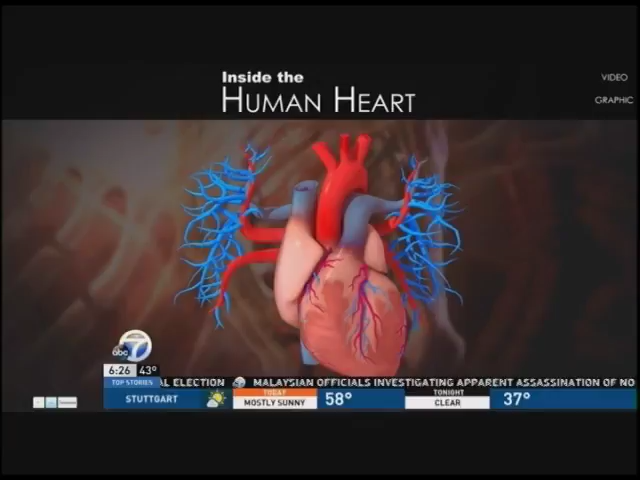 Inside the
HUMAN HEART
VIDEO
GRAPHIC
abc 7
6:26 43°
TOP STORIES
AL ELECTION MALAYSIAN OFFICIALS INVESTIGATING APPARENT ASSASSINATION OF NO
STUTTGART
TODAY
MOSTLY SUNNY
58°
TONIGHT
CLEAR
37°